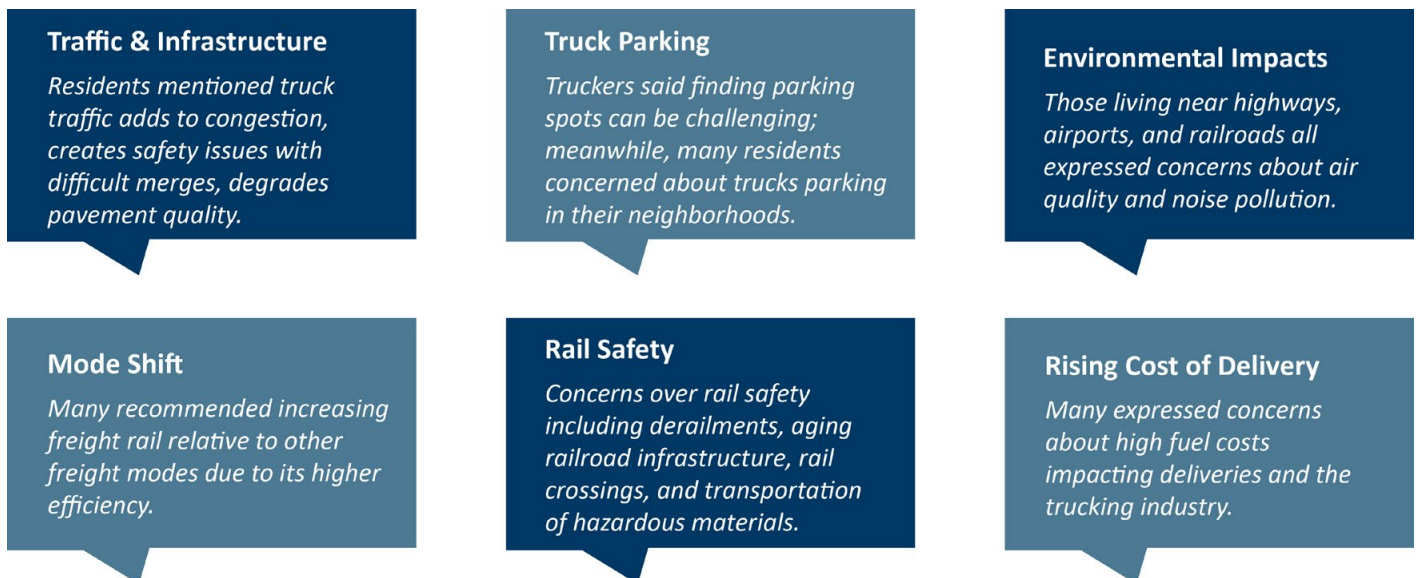 Traffic & Infrastructure
Residents mentioned truck
traffic adds to congestion,
creates safety issues with
difficult merges, degrades
pavement quality.
Truck Parking
Truckers said finding parking
spots can be challenging;
meanwhile, many residents
concerned about trucks parking
in their neighborhoods.
Environmental Impacts
Those living near highways,
airports, and railroads all
expressed concerns about air
quality and noise pollution.
Mode Shift
Many recommended increasing
freight rail relative to other
freight modes due to its higher
efficiency.
Rail Safety
Concerns over rail safety
including derailments, aging
railroad infrastructure, rail
crossings, and transportation
of hazardous materials.
Rising Cost of Delivery
Many expressed concerns
about high fuel costs
impacting deliveries and the
trucking industry.